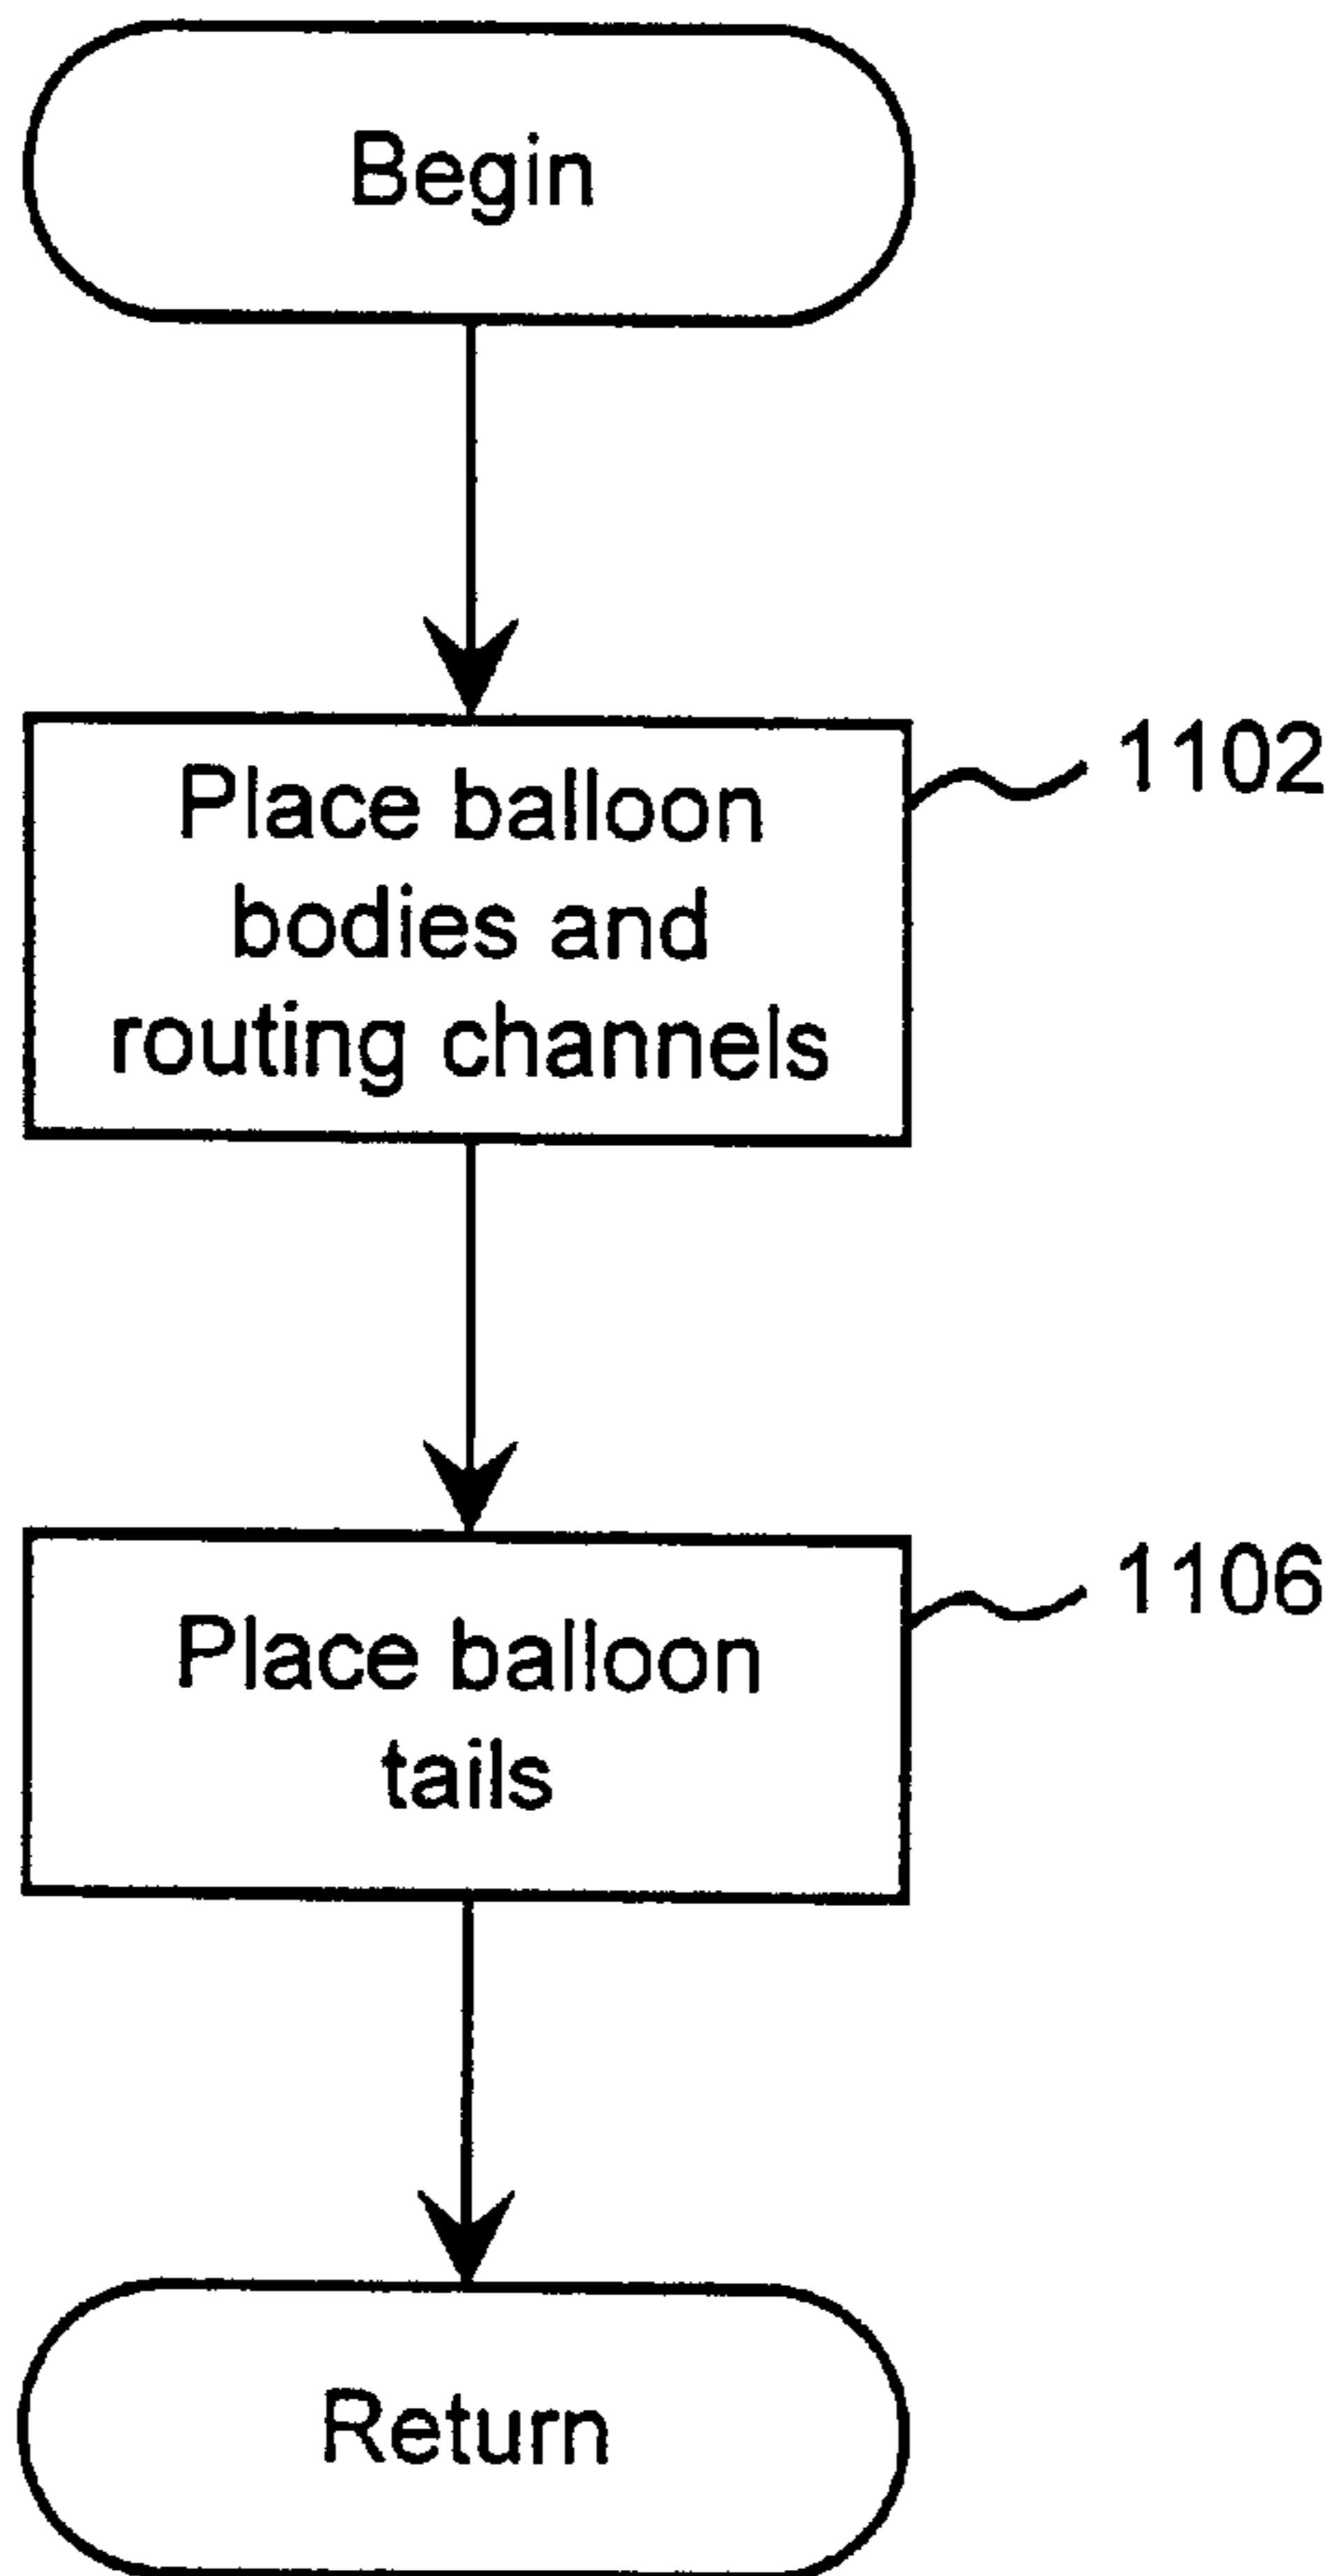 Begin
Place balloon
bodies and
routing channels
1102
Place balloon
tails
1106
Return